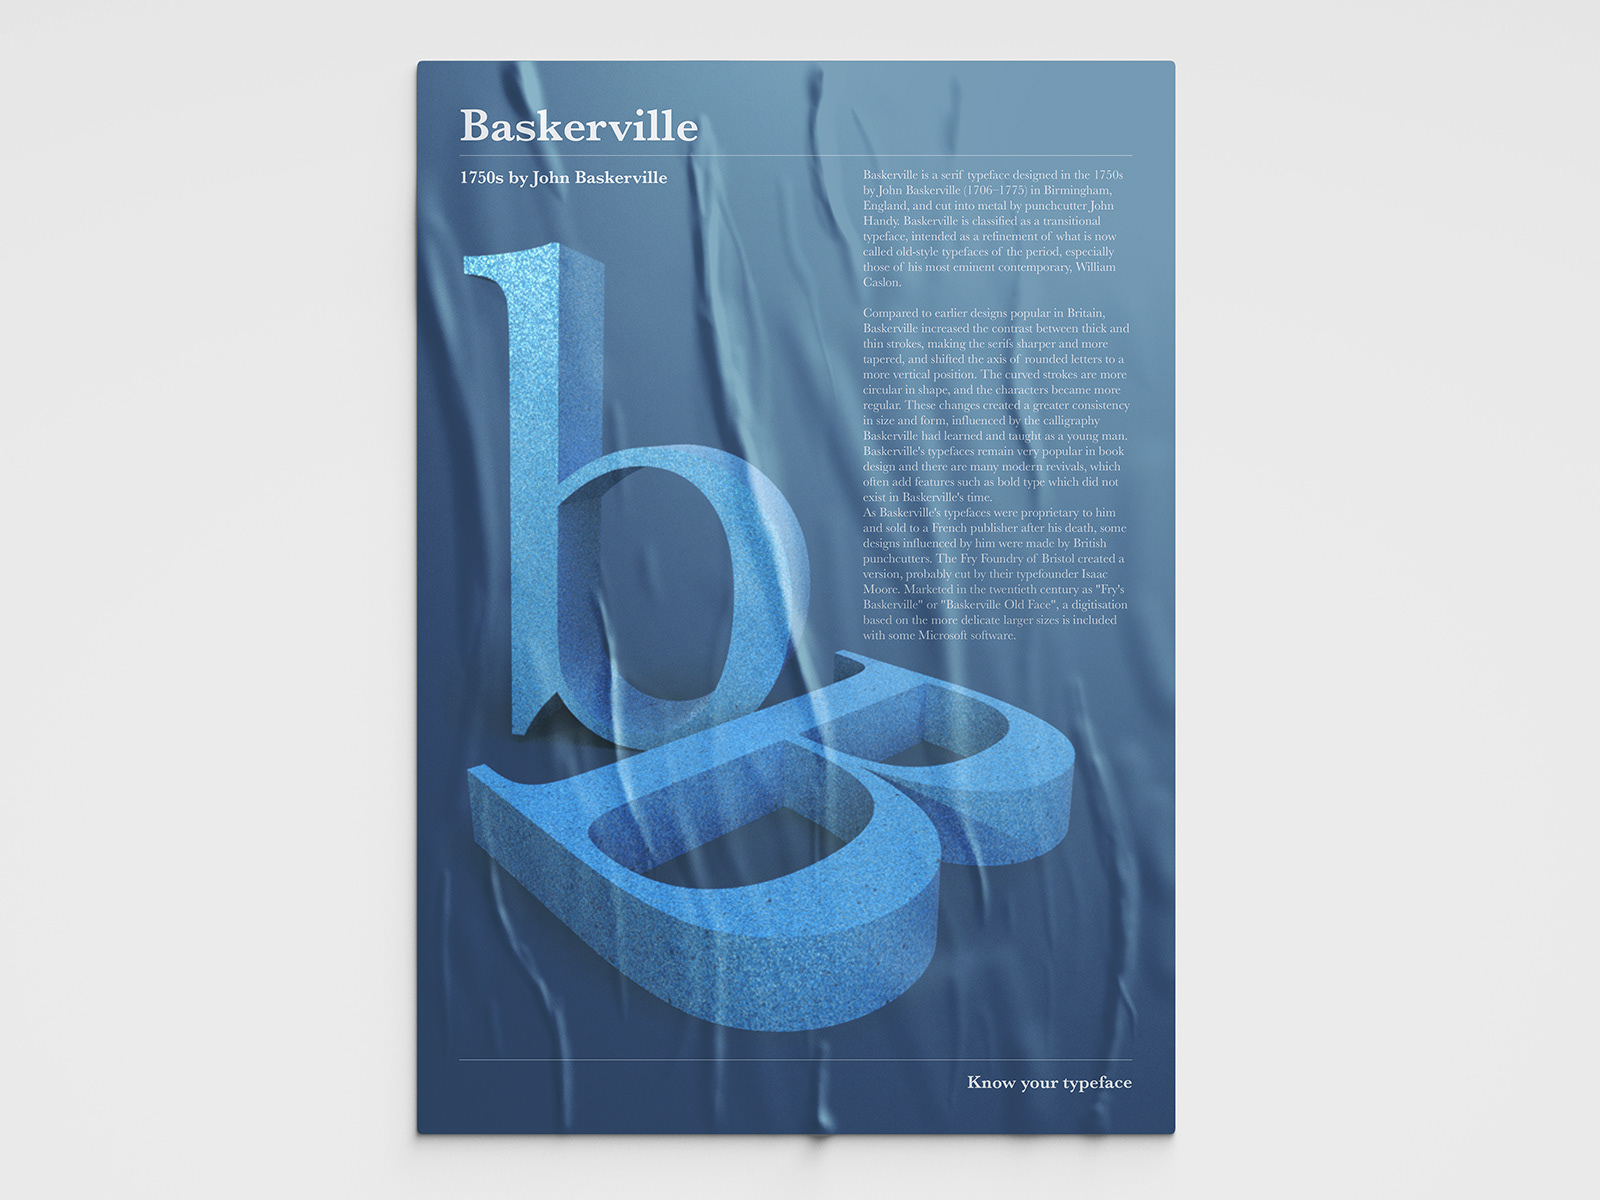 Baskerville
1750s by John Baskerville
Baskerville is a serif typeface designed in the 1750s
by John Baskerville (1706–1775) in Birmingham,
England, and cut into metal by punchcutter John
Handy. Baskerville is classified as a transitional
typeface, intended as a refinement of what is now
called old-style typefaces of the period, especially
those of his most eminent contemporary, William
Caslon.
Compared to earlier designs popular in Britain,
Baskerville increased the contrast between thick and
thin strokes, making the serifs sharper and more
tapered, and shifted the axis of rounded letters to a
more vertical position. The curved strokes are more
circular in shape, and the characters became more
regular. These changes created a greater consistency
in size and form, influenced by the calligraphy
Baskerville had learned and taught as a young man.
Baskerville's typefaces remain very popular in book
design and there are many modern revivals, which
often add features such as bold type which did not
exist in Baskerville's time.
As Baskerville's typefaces were proprietary to him
and sold to a French publisher after his death, some
designs influenced by him were made by British
punchcutters. The Fry Foundry of Bristol created a
version, probably cut by their typefounder Isaac
Moore. Marketed in the twentieth century as "Fry's
Baskerville" or "Baskerville Old Face", a digitisation
based on the more delicate larger sizes is included
with some Microsoft software.
b
B
Know your typeface